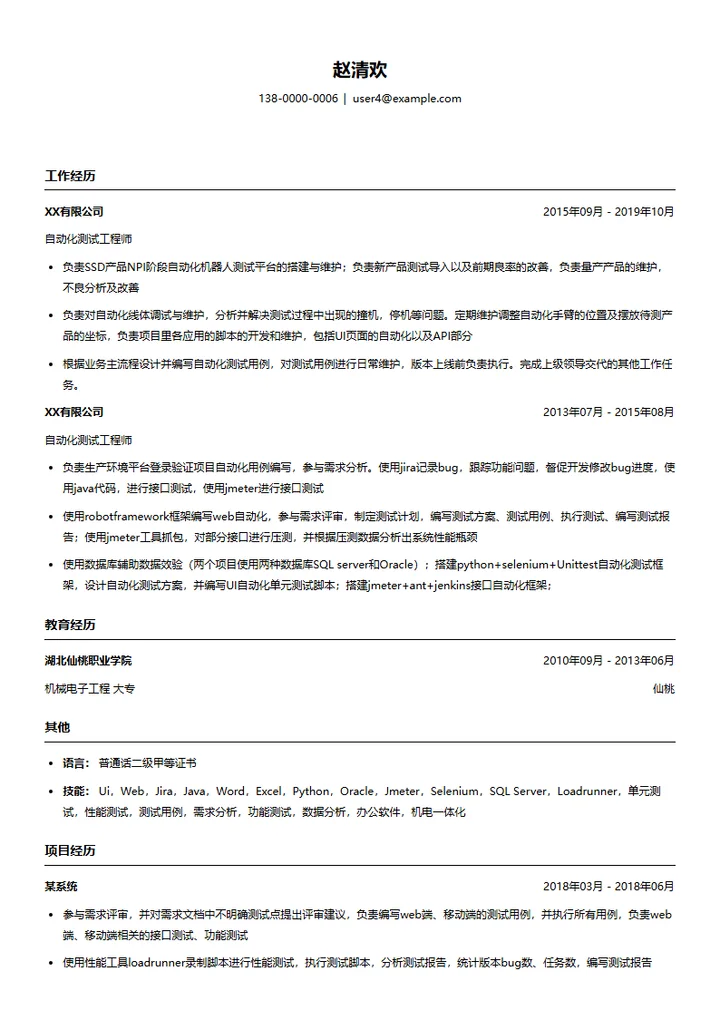 赵清欢
138-0000-0006 | user4@example.com
工作经历
XX有限公司 2015年09月 - 2019年10月
自动化测试工程师
• 负责SSD产品NPI阶段自动化机器人测试平台的搭建与维护；负责新产品测试导入以及前期良率的改善，负责量产产品的维护，
不良分析及改善
• 负责对自动化线体调试与维护，分析并解决测试过程中出现的撞机，停机等问题。定期维护调整自动化手臂的位置及摆放待测产
品的坐标，负责项目里各应用的脚本的开发和维护，包括UI页面的自动化以及API部分
• 根据业务主流程设计并编写自动化测试用例，对测试用例进行日常维护，版本上线前负责执行。完成上级领导交代的其他工作任
务。
XX有限公司 2013年07月 - 2015年08月
自动化测试工程师
• 负责生产环境平台登录验证项目自动化用例编写，参与需求分析。使用jira记录bug，跟踪功能问题，督促开发修改bug进度，使
用java代码，进行接口测试，使用jmeter进行接口测试
• 使用robotframework框架编写web自动化，参与需求评审，制定测试计划，编写测试方案、测试用例、执行测试、编写测试报
告；使用jmeter工具抓包，对部分接口进行压测，并根据压测数据分析出系统性能瓶颈
• 使用数据库辅助数据效验（两个项目使用两种数据库SQL server和Oracle）；搭建python+selenium+Unittest自动化测试框
架，设计自动化测试方案，并编写UI自动化单元测试脚本；搭建jmeter+ant+jenkins接口自动化框架；
教育经历
湖北仙桃职业学院 2010年09月 - 2013年06月
机械电子工程 大专 仙桃
其他
• 语言： 普通话二级甲等证书
• 技能： Ui，Web，Jira，Java，Word，Excel，Python，Oracle，Jmeter，Selenium，SQL Server，Loadrunner，单元测
试，性能测试，测试用例，需求分析，功能测试，数据分析，办公软件，机电一体化
项目经历
某系统 2018年03月 - 2018年06月
• 参与需求评审，并对需求文档中不明确测试点提出评审建议，负责编写web端、移动端的测试用例，并执行所有用例，负责web
端、移动端相关的接口测试、功能测试
• 使用性能工具loadrunner录制脚本进行性能测试，执行测试脚本，分析测试报告，统计版本bug数、任务数，编写测试报告